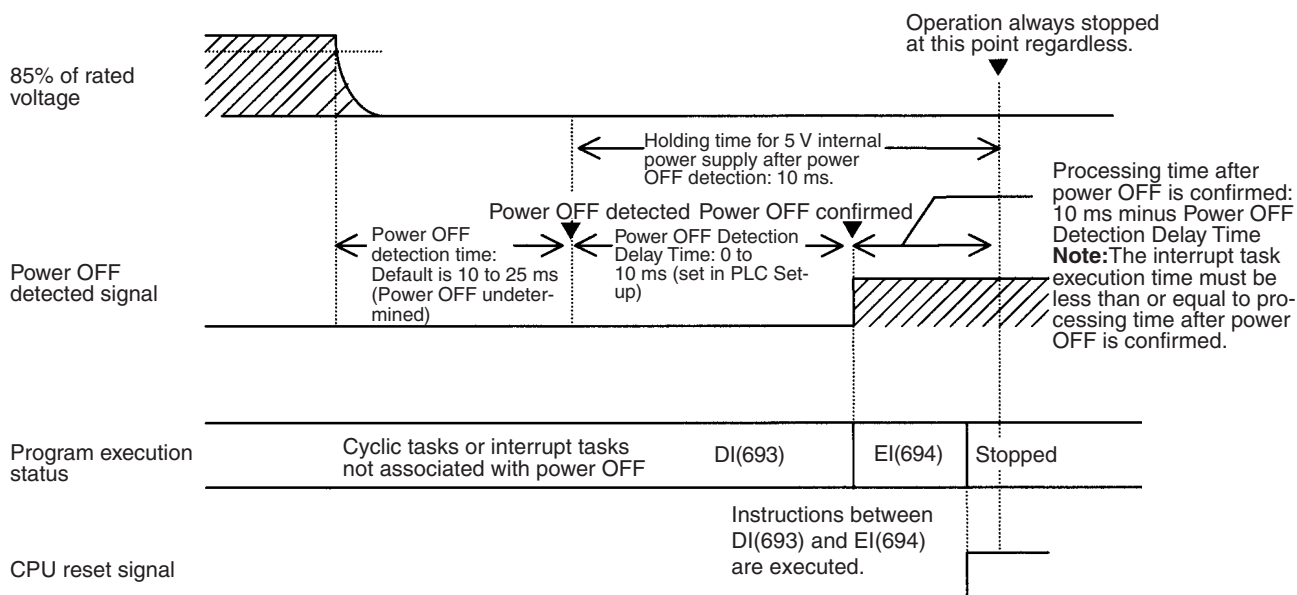 Operation always stopped
at this point regardless.
85% of rated
voltage
Holding time for 5 V internal
power supply after power
OFF detection: 10 ms.
Processing time after
power OFF is confirmed:
10 ms minus Power OFF
Detection Delay Time
Note:The interrupt task
execution time must be
less than or equal to pro-
cessing time after power
OFF is confirmed.
Power OFF detected
Power OFF confirmed
Power OFF
detection time:
Default is 10 to 25 ms
(Power OFF undeter-
mined)
Power OFF Detection
Delay Time: 0 to
10 ms (set in PLC Set-
up)
Power OFF
detected signal
Program execution
status
Cyclic tasks or interrupt tasks
not associated with power OFF
DI(693)
EI(694)
Stopped
Instructions between
DI(693) and EI(694)
are executed.
CPU reset signal